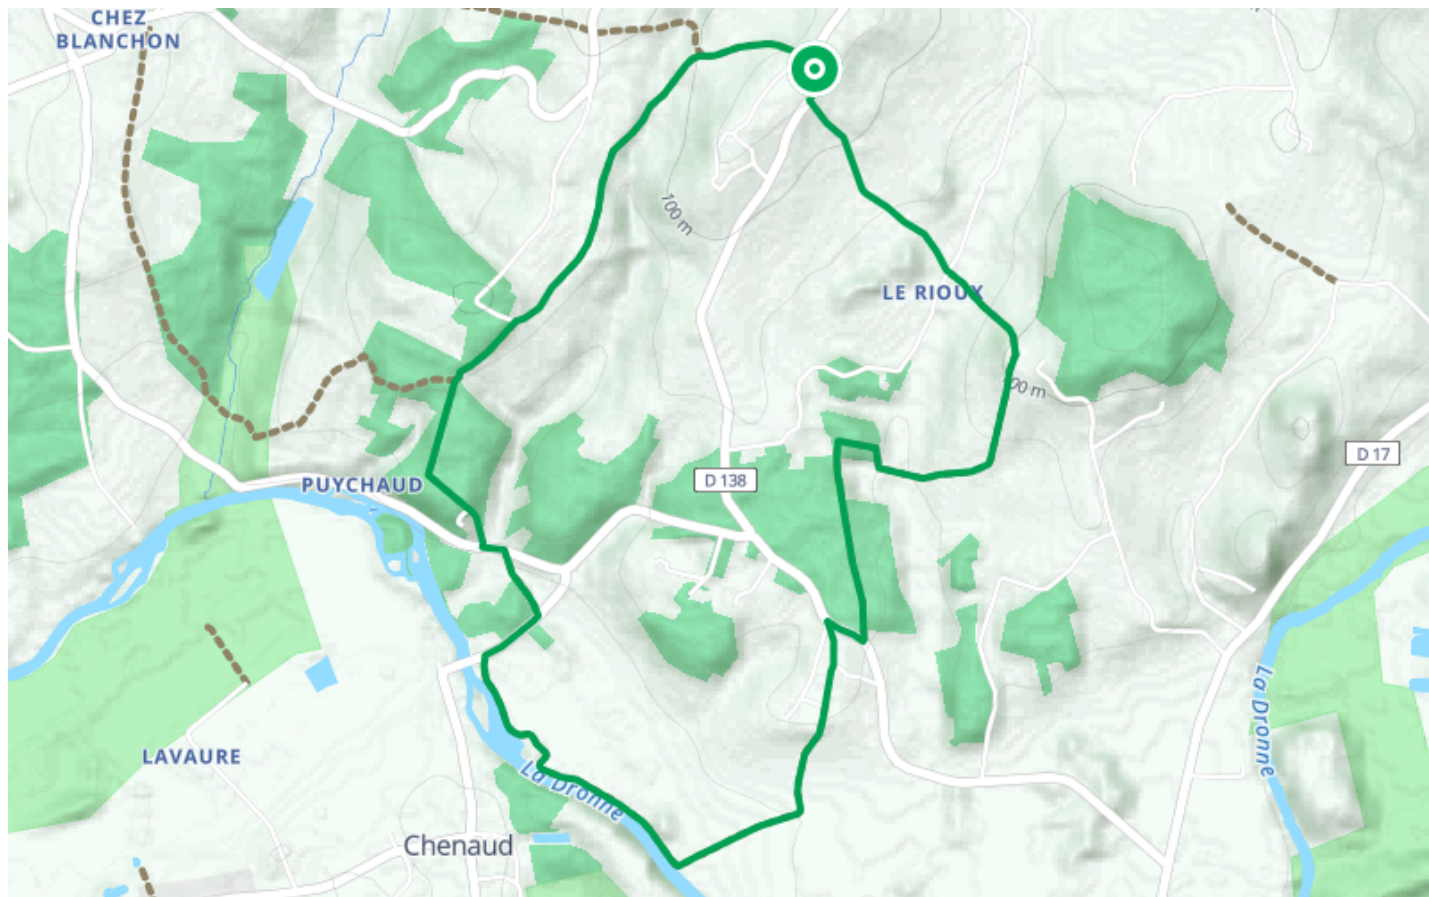 CHEZ
BLANCHON
100 m
LE RIOUX
00 m
D 17
D 138
PUYCHAUD
La Dronne
LAVAURE
La Dronne
Chenaud